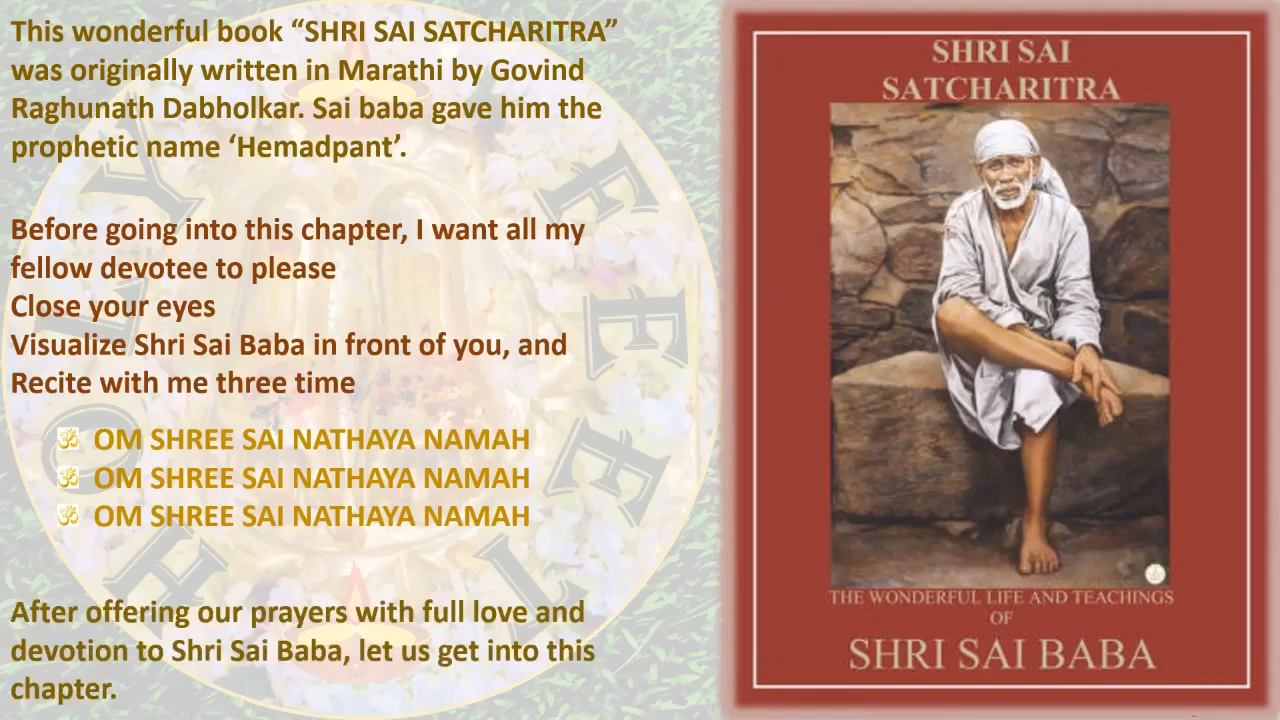 This wonderful book “SHRI SAI SATCHARITRA”
was originally written in Marathi by Govind
Raghunath Dabholkar. Sai baba gave him the
prophetic name ‘Hemadpant’.
Before going into this chapter, I want all my
fellow devotee to please
Close your eyes
Visualize Shri Sai Baba in front of you, and
Recite with me three time
ॐ OM SHREE SAI NATHAYA NAMAH
ॐ OM SHREE SAI NATHAYA NAMAH
ॐ OM SHREE SAI NATHAYA NAMAH
After offering our prayers with full love and
devotion to Shri Sai Baba, let us get into this
chapter.
SHRI SAI
SATCHARITRA
THE WONDERFUL LIFE AND TEACHINGS
OF
SHRI SAI BABA